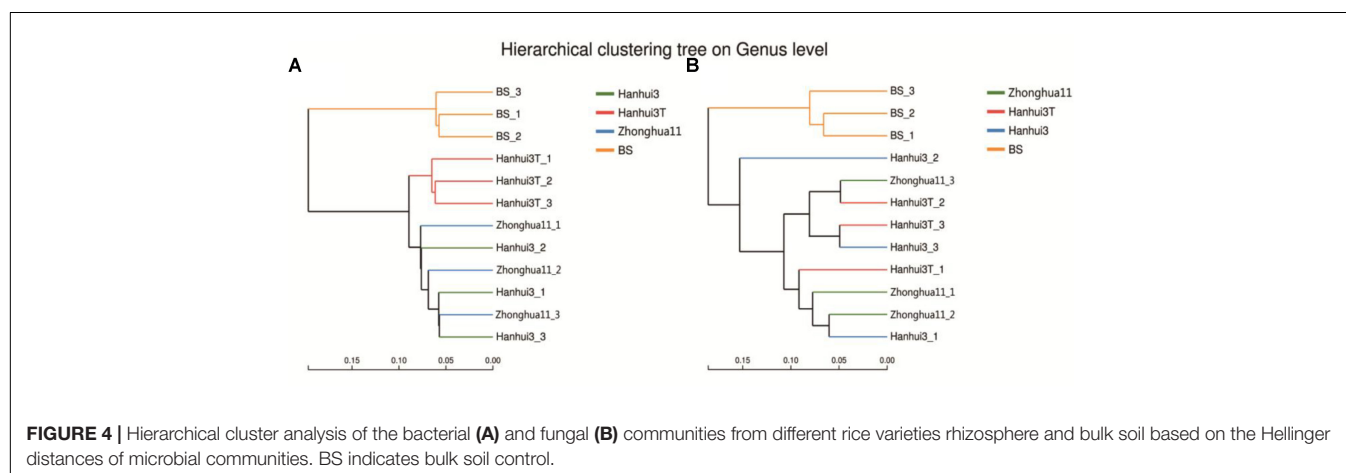 Hierarchical clustering tree on Genus level
A
BS_3
BS_1
BS_2
Hanhui3T_1
Hanhui3T_2
Hanhui3T_3
Zhonghua11_1
Hanhui3_2
Zhonghua11_2
Hanhui3_1
Zhonghua11_3
Hanhui3_3
Hanhui3
Hanhui3T
Zhonghua11
BS
0.15 0.10 0.05 0.00
B
BS_3
BS_2
BS_1
Hanhui3_2
Zhonghua11_3
Hanhui3T_2
Hanhui3T_3
Hanhui3_3
Hanhui3T_1
Zhonghua11_1
Zhonghua11_2
Hanhui3_1
Zhonghua11
Hanhui3T
Hanhui3
BS
0.15 0.10 0.05 0.00
FIGURE 4 | Hierarchical cluster analysis of the bacterial (A) and fungal (B) communities from different rice varieties rhizosphere and bulk soil based on the Hellinger
distances of microbial communities. BS indicates bulk soil control.